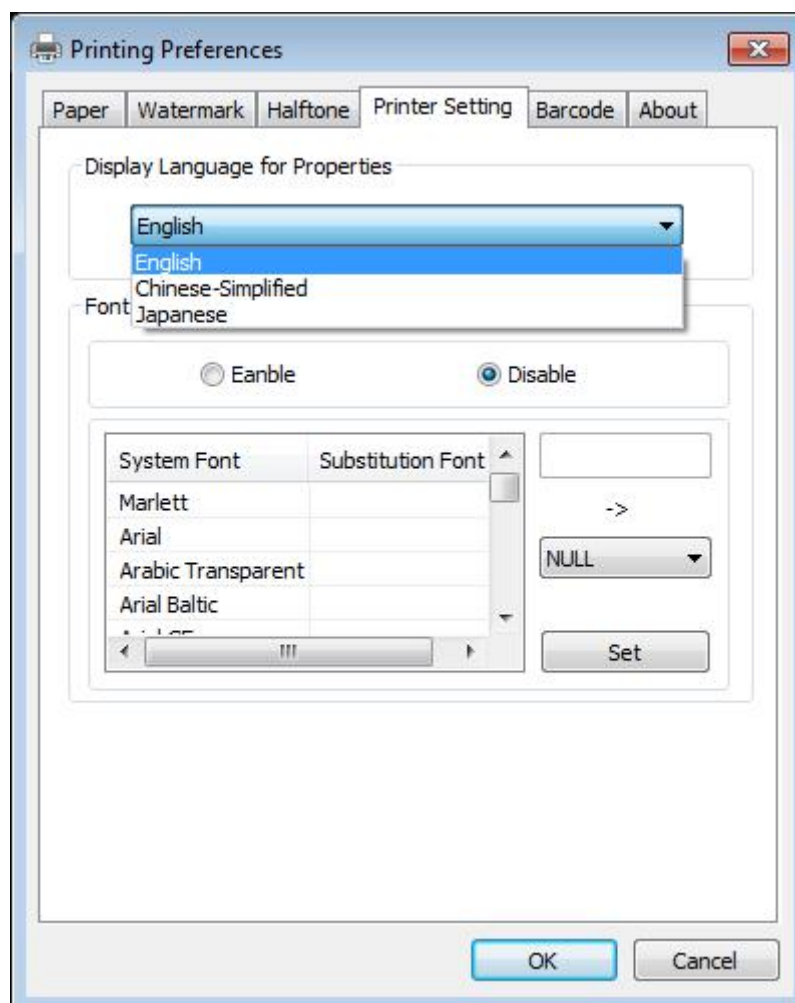 Printing Preferences
Paper Watermark Halftone Printer Setting Barcode About
Display Language for Properties
English
English
Chinese-Simplified
Japanese
Font
Eanble Disable
System Font Substitution Font
Marlett
->
Arial
Arabic Transparent
NULL
Arial Baltic
Set
OK Cancel